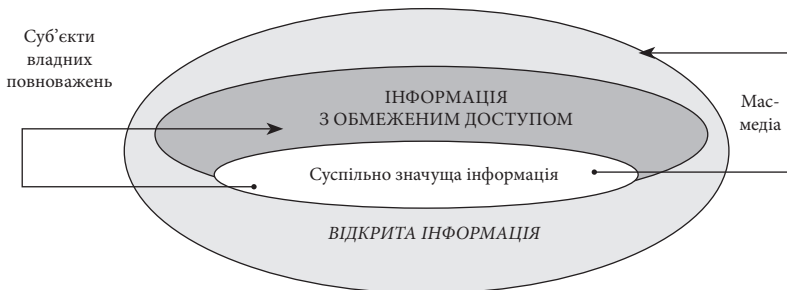 Суб’єкти
владних
повноважень
ІНФОРМАЦІЯ
З ОБМЕЖЕНИМ ДОСТУПОМ
Мас-
медіа
Суспільно значуща інформація
ВІДКРИТА ІНФОРМАЦІЯ